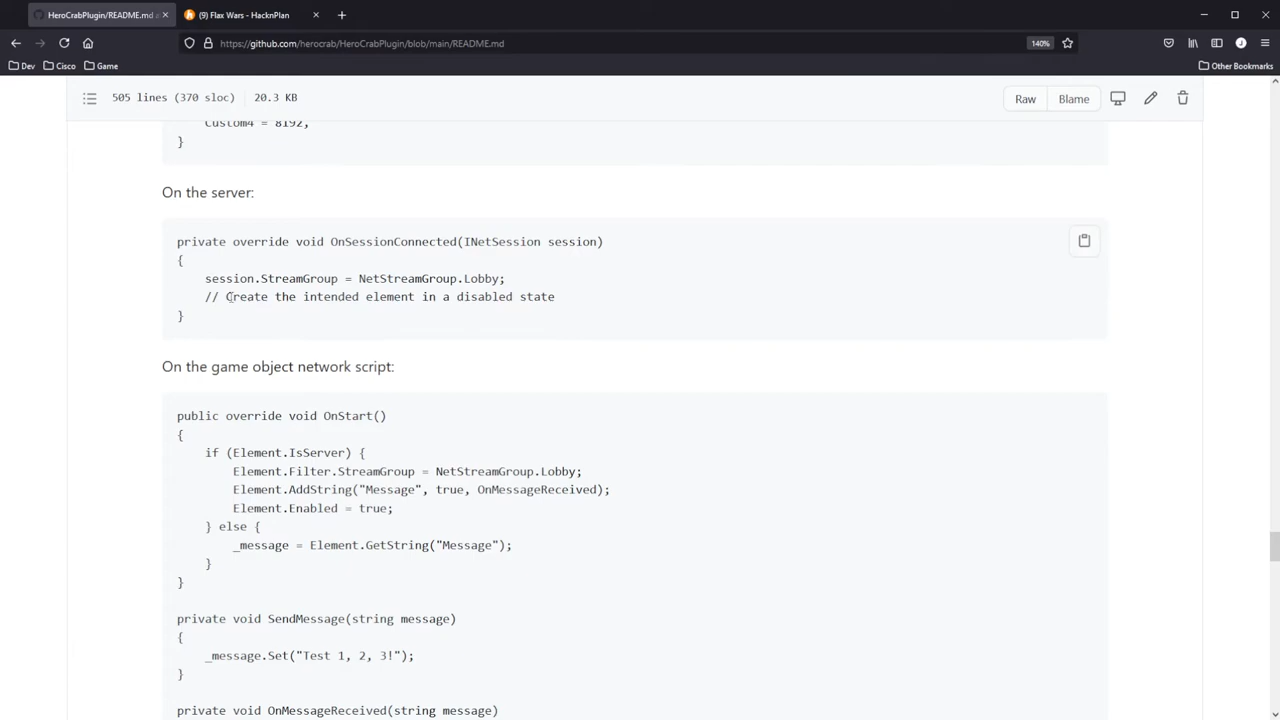 HeroCrabPlugin/README.md a
(9) Flax Wars - HacknPlan
https://github.com/herocrab/HeroCrabPlugin/blob/main/README.md
140%
Dev
Cisco
Game
Other Bookmarks
505 lines (370 sloc)
20.3 KB
Raw
Blame
Custom4 = 8192,
}
On the server:
private override void OnSessionConnected(INetSession session)
{
session.StreamGroup = NetStreamGroup.Lobby;
// Create the intended element in a disabled state
}
On the game object network script:
public override void OnStart()
{
if (Element.IsServer) {
Element.Filter.StreamGroup = NetStreamGroup.Lobby;
Element.AddString("Message", true, OnMessageReceived);
Element.Enabled = true;
} else {
_message = Element.GetString("Message");
}
}
private void SendMessage(string message)
{
_message.Set("Test 1, 2, 3!");
}
private void OnMessageReceived(string message)